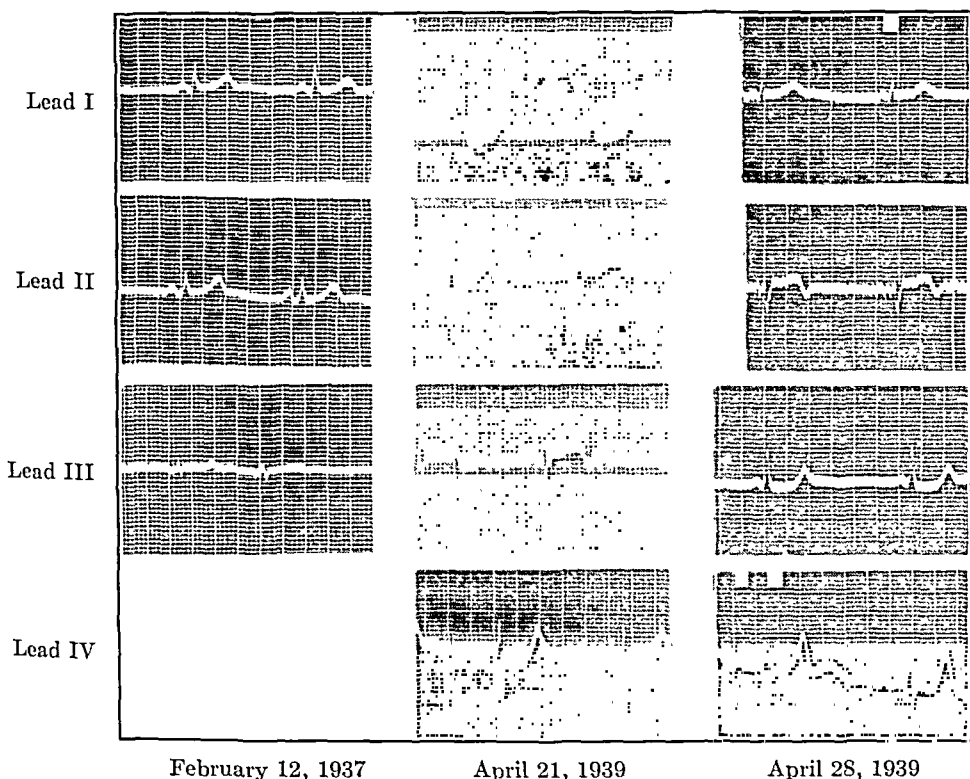 Lead I
Lead II
Lead III
Lead IV
February 12, 1937
April 21, 1939
April 28, 1939